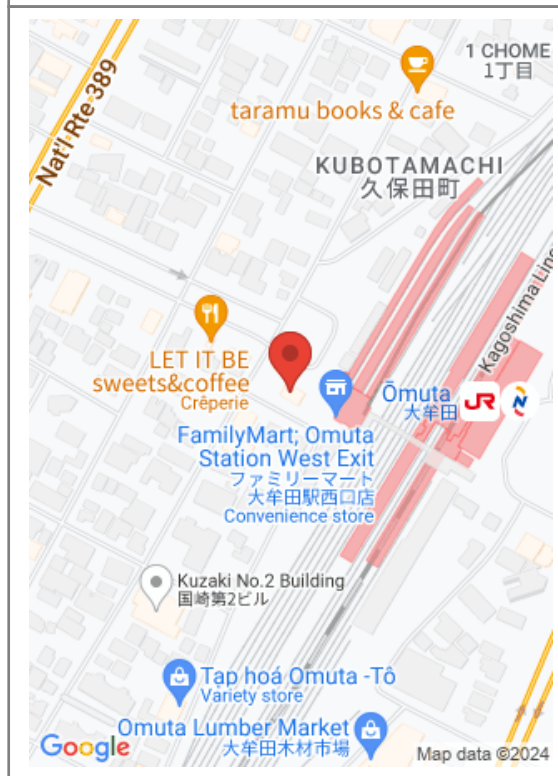 1 CHOME
1丁目
taramu books & cafe
Nat'l Rte 389
KUBOTAMACHI
久保田町
Kagoshima Line
LET IT BE
sweets&coffee
Crêperie
Ōmuta
大牟田
JR
FamilyMart; Omuta
Station West Exit
ファミリーマート
大牟田駅西口店
Convenience store
Kuzaki No.2 Building
国崎第2ビル
Tạp hoá Omuta -Tô
Variety store
Omuta Lumber Market
大牟田木材市場
Google
Map data ©2024